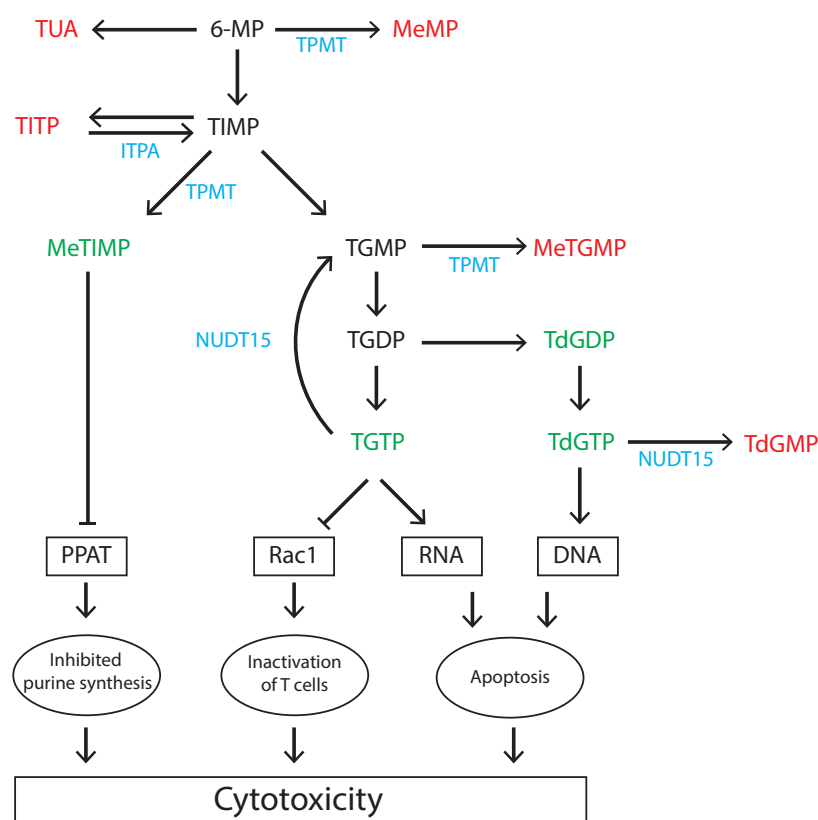 TUA
6-MP
TPMT
MeMP
TITP
ITPA
TIMP
TPMT
MeTIMP
TGMP
TPMT
MeTGMP
NUDT15
TGDP
TdGDP
TGTP
TdGTP
NUDT15
TdGMP
PPAT
Rac1
RNA
DNA
Inhibited
purine synthesis
Inactivation
of T cells
Apoptosis
Cytotoxicity